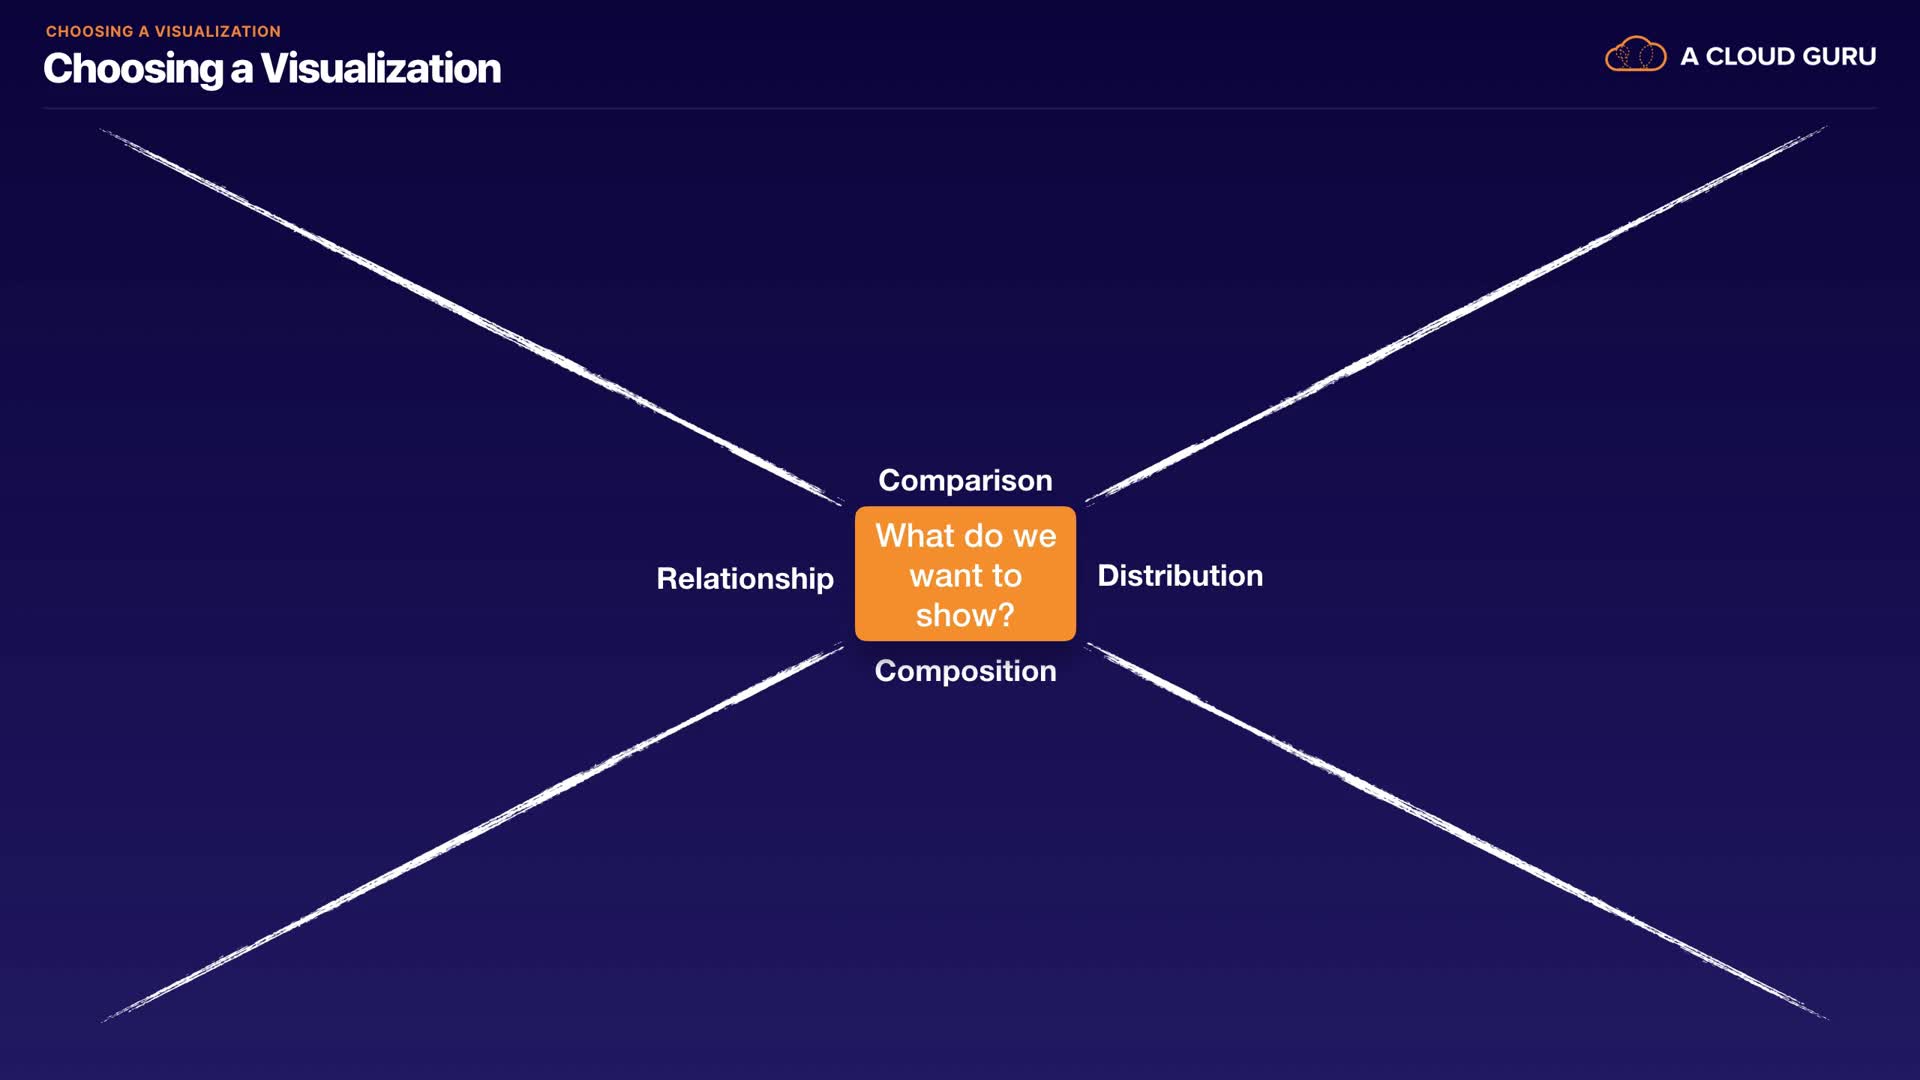 CHOOSING A VISUALIZATION
Choosing a Visualization
A CLOUD GURU
Comparison
What do we
want to
show?
Relationship
Distribution
Composition